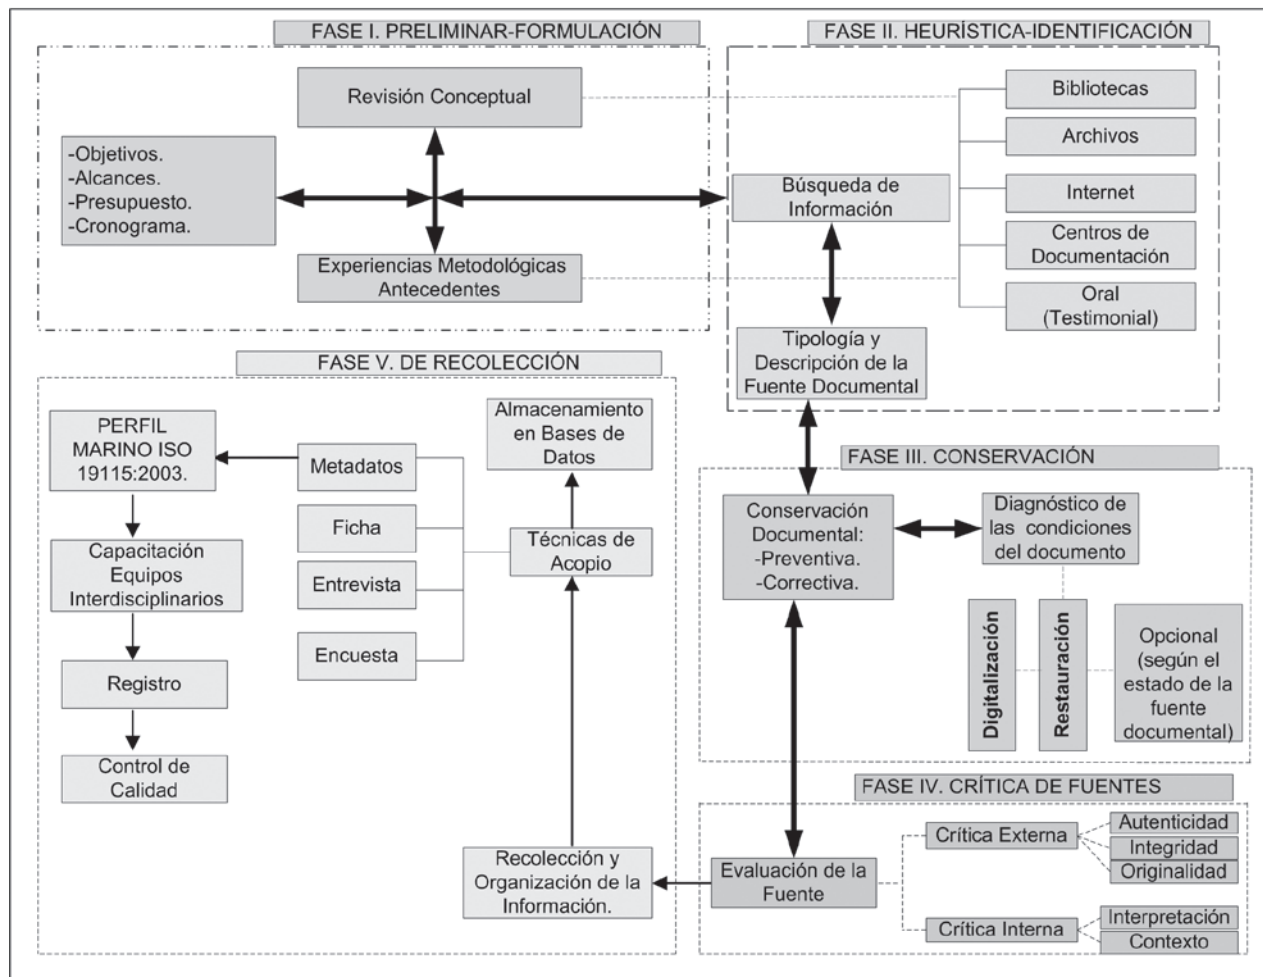 FASE I. PRELIMINAR-FORMULACIÓN
Revisión Conceptual
-Objetivos.
-Alcances.
-Presupuesto.
-Cronograma.
Experiencias Metodológicas
Antecedentes
FASE II. HEURÍSTICA-IDENTIFICACIÓN
Bibliotecas
Archivos
Internet
Centros de
Documentación
Oral
(Testimonial)
Búsqueda de
Información
Tipología y
Descripción de la
Fuente Documental
FASE III. CONSERVACIÓN
Conservación
Documental:
-Preventiva.
-Correctiva.
Diagnóstico de
las condiciones
del documento
Digitalización
Restauración
Opcional
(según el
estado de la
fuente
documental)
FASE IV. CRÍTICA DE FUENTES
Evaluación de la
Fuente
Crítica Externa
Autenticidad
Integridad
Originalidad
Crítica Interna
Interpretación
Contexto
FASE V. DE RECOLECCIÓN
Recolección y
Organización de la
Información.
Técnicas de
Acopio
Almacenamiento
en Bases de
Datos
Metadatos
Ficha
Entrevista
Encuesta
PERFIL
MARINO ISO
19115:2003.
Capacitación
Equipos
Interdisciplinarios
Registro
Control de
Calidad